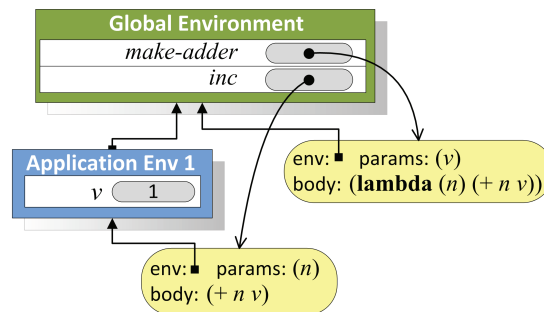 Global Environment
make-adder
inc
Application Env 1
v 1
env: params: (v)
body: (lambda (n) (+ n v))
env: params: (n)
body: (+ n v)